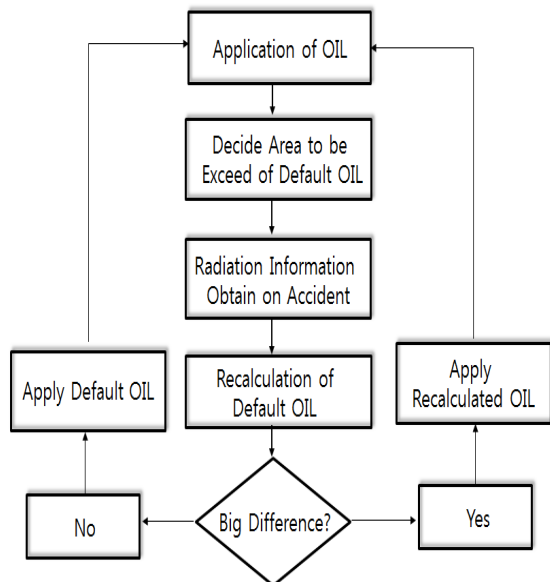 Application of OIL
Decide Area to be
Exceed of Default OIL
Radiation Information
Obtain on Accident
Apply Default OIL
Recalculation of
Default OIL
Apply
Recalculated OIL
No
Big Difference?
Yes